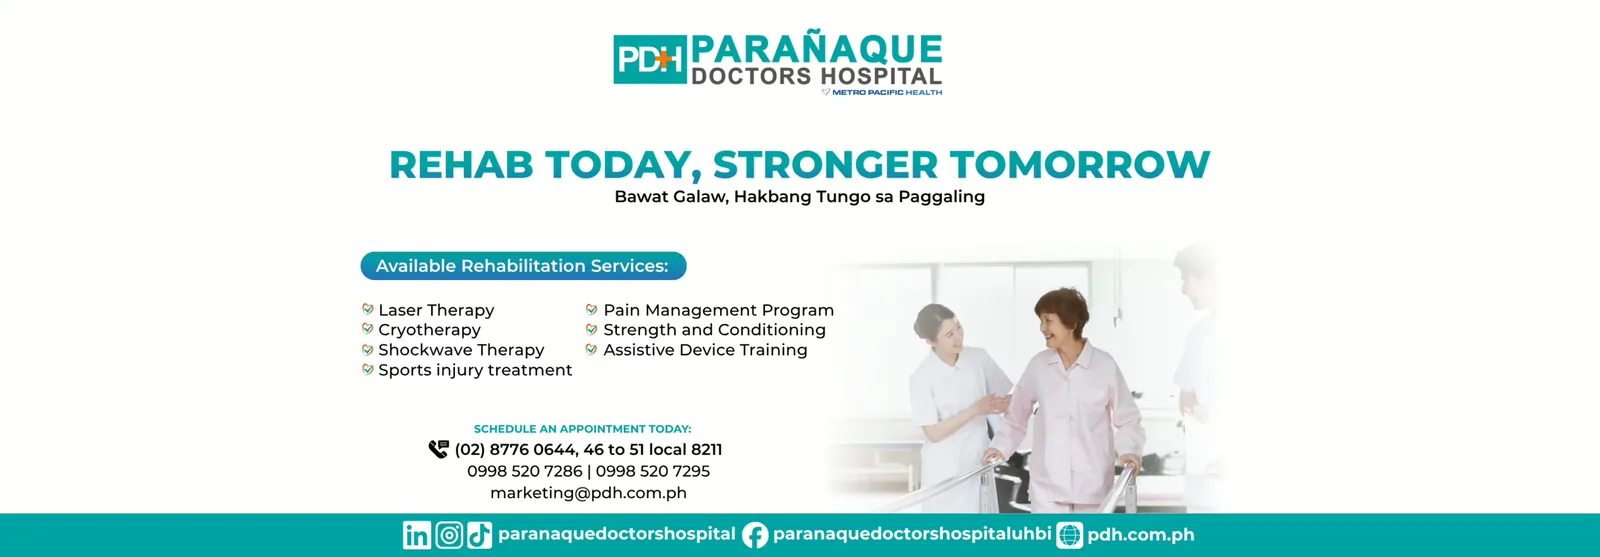 PDH PARAÑAQUE
DOCTORS HOSPITAL
METRO PACIFIC HEALTH
REHAB TODAY, STRONGER TOMORROW
Bawat Galaw, Hakbang Tungo sa Paggaling
Available Rehabilitation Services:
Laser Therapy
Cryotherapy
Shockwave Therapy
Sports injury treatment
Pain Management Program
Strength and Conditioning
Assistive Device Training
SCHEDULE AN APPOINTMENT TODAY:
(02) 8776 0644, 46 to 51 local 8211
0998 520 7286 | 0998 520 7295
marketing@pdh.com.ph
paranaquedoctorshospital paranaquedoctorshospitaluhbi pdh.com.ph